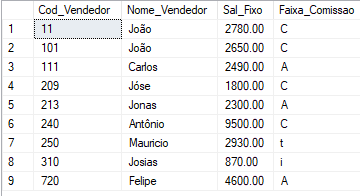 Cod_Vendedor Nome_Vendedor Sal_Fixo Faixa_Comissao
1 11 João 2780.00 C
2 101 João 2650.00 C
3 111 Carlos 2490.00 A
4 209 Jóse 1800.00 C
5 213 Jonas 2300.00 A
6 240 Antônio 9500.00 C
7 250 Mauricio 2930.00 t
8 310 Josias 870.00 i
9 720 Felipe 4600.00 A